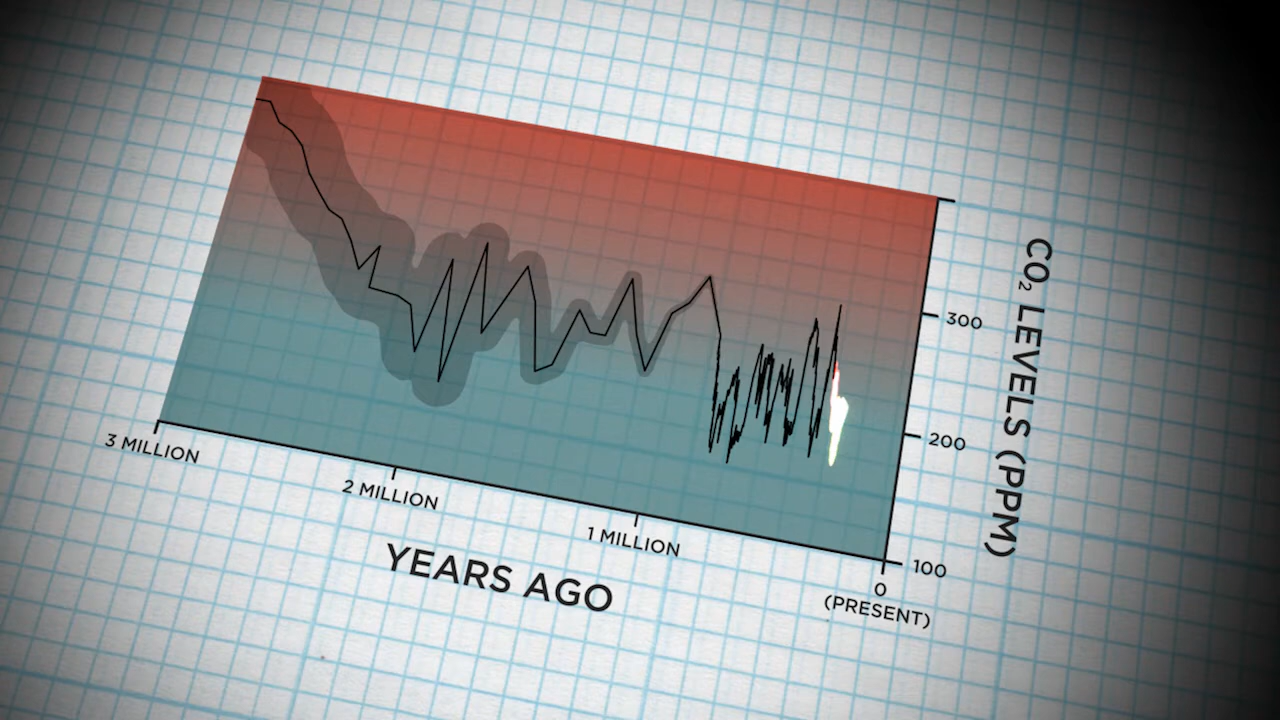 CO₂ LEVELS (PPM)
300
200
100
3 MILLION
2 MILLION
1 MILLION
0
(PRESENT)
YEARS AGO